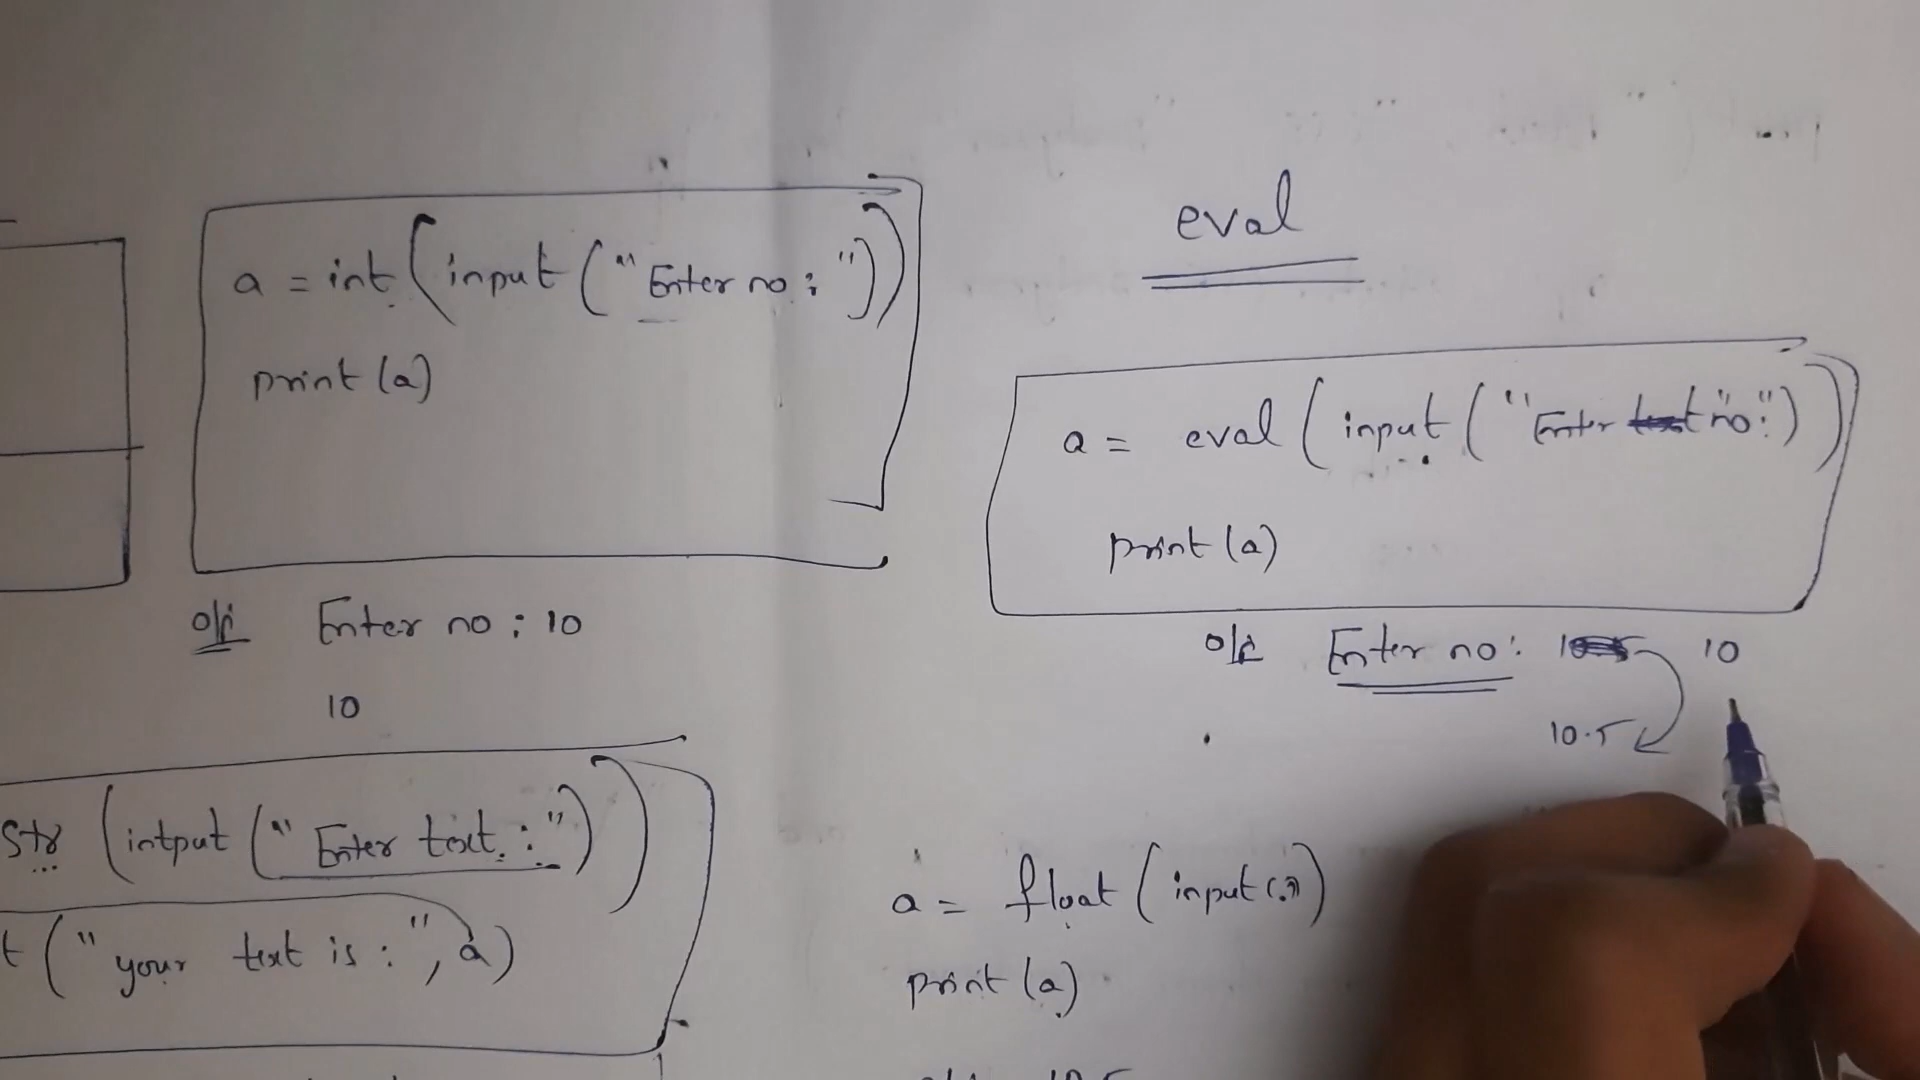 a = int (input ("Enter no : "))
print (a)
o/p Enter no : 10
10
str (intput (" Enter text : "))
t (" your text is : ", a)
eval
a = eval (input ("Enter no:"))
print (a)
o/p Enter no : 10
10.5
a = float (input (" "))
print (a)